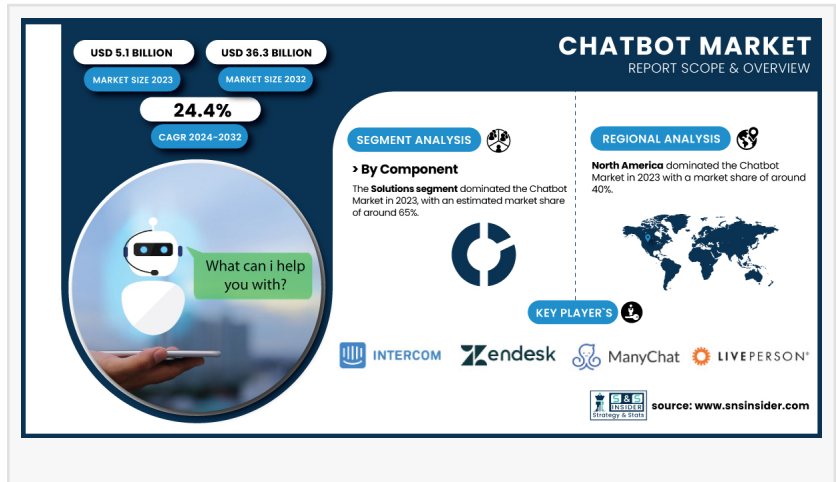 CHATBOT MARKET
REPORT SCOPE & OVERVIEW
USD 5.1 BILLION
MARKET SIZE 2023
USD 36.3 BILLION
MARKET SIZE 2032
24.4%
CAGR 2024-2032
What can i help
you with?
SEGMENT ANALYSIS
> By Component
The Solutions segment dominated the Chatbot
Market in 2023, with an estimated market share
of around 65%.
REGIONAL ANALYSIS
North America dominated the Chatbot
Market in 2023 with a market share of around
40%.
KEY PLAYER`S
INTERCOM
Zendesk
ManyChat
LIVEPERSON®
S&S
INSIDER
Strategy & Stats
source: www.snsinsider.com